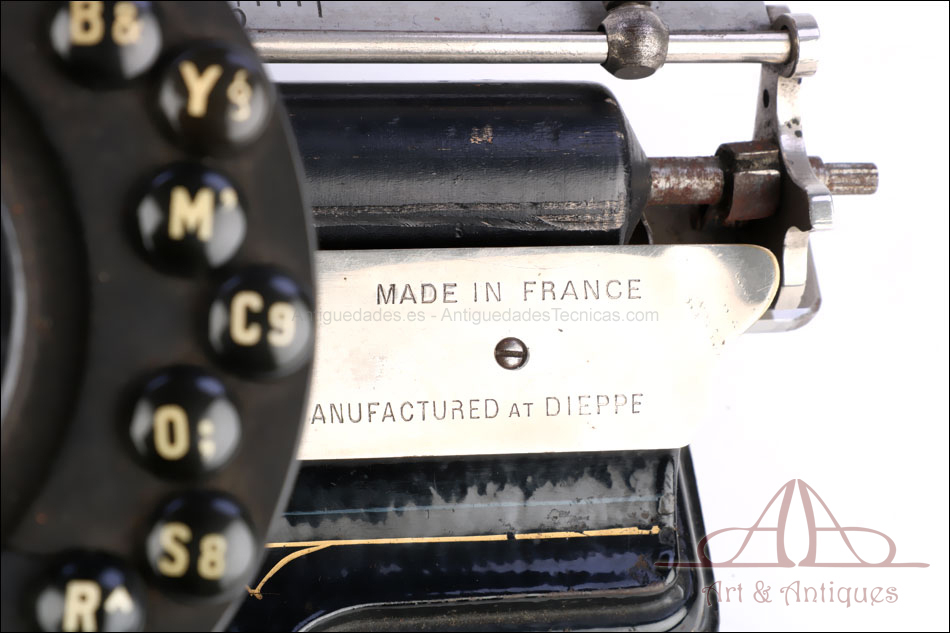 B&
Y§
M'
C9
O;
S8
R^
MADE IN FRANCE
Antiguedades.es - AntiguedadesTecnicas.com
ANUFACTURED AT DIEPPE
Art & Antiques